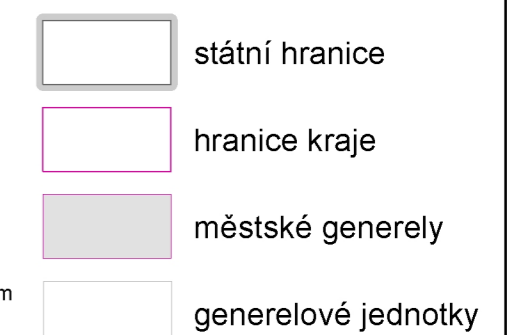 státní hranice
hranice kraje
městské generely
m
generelové jednotky